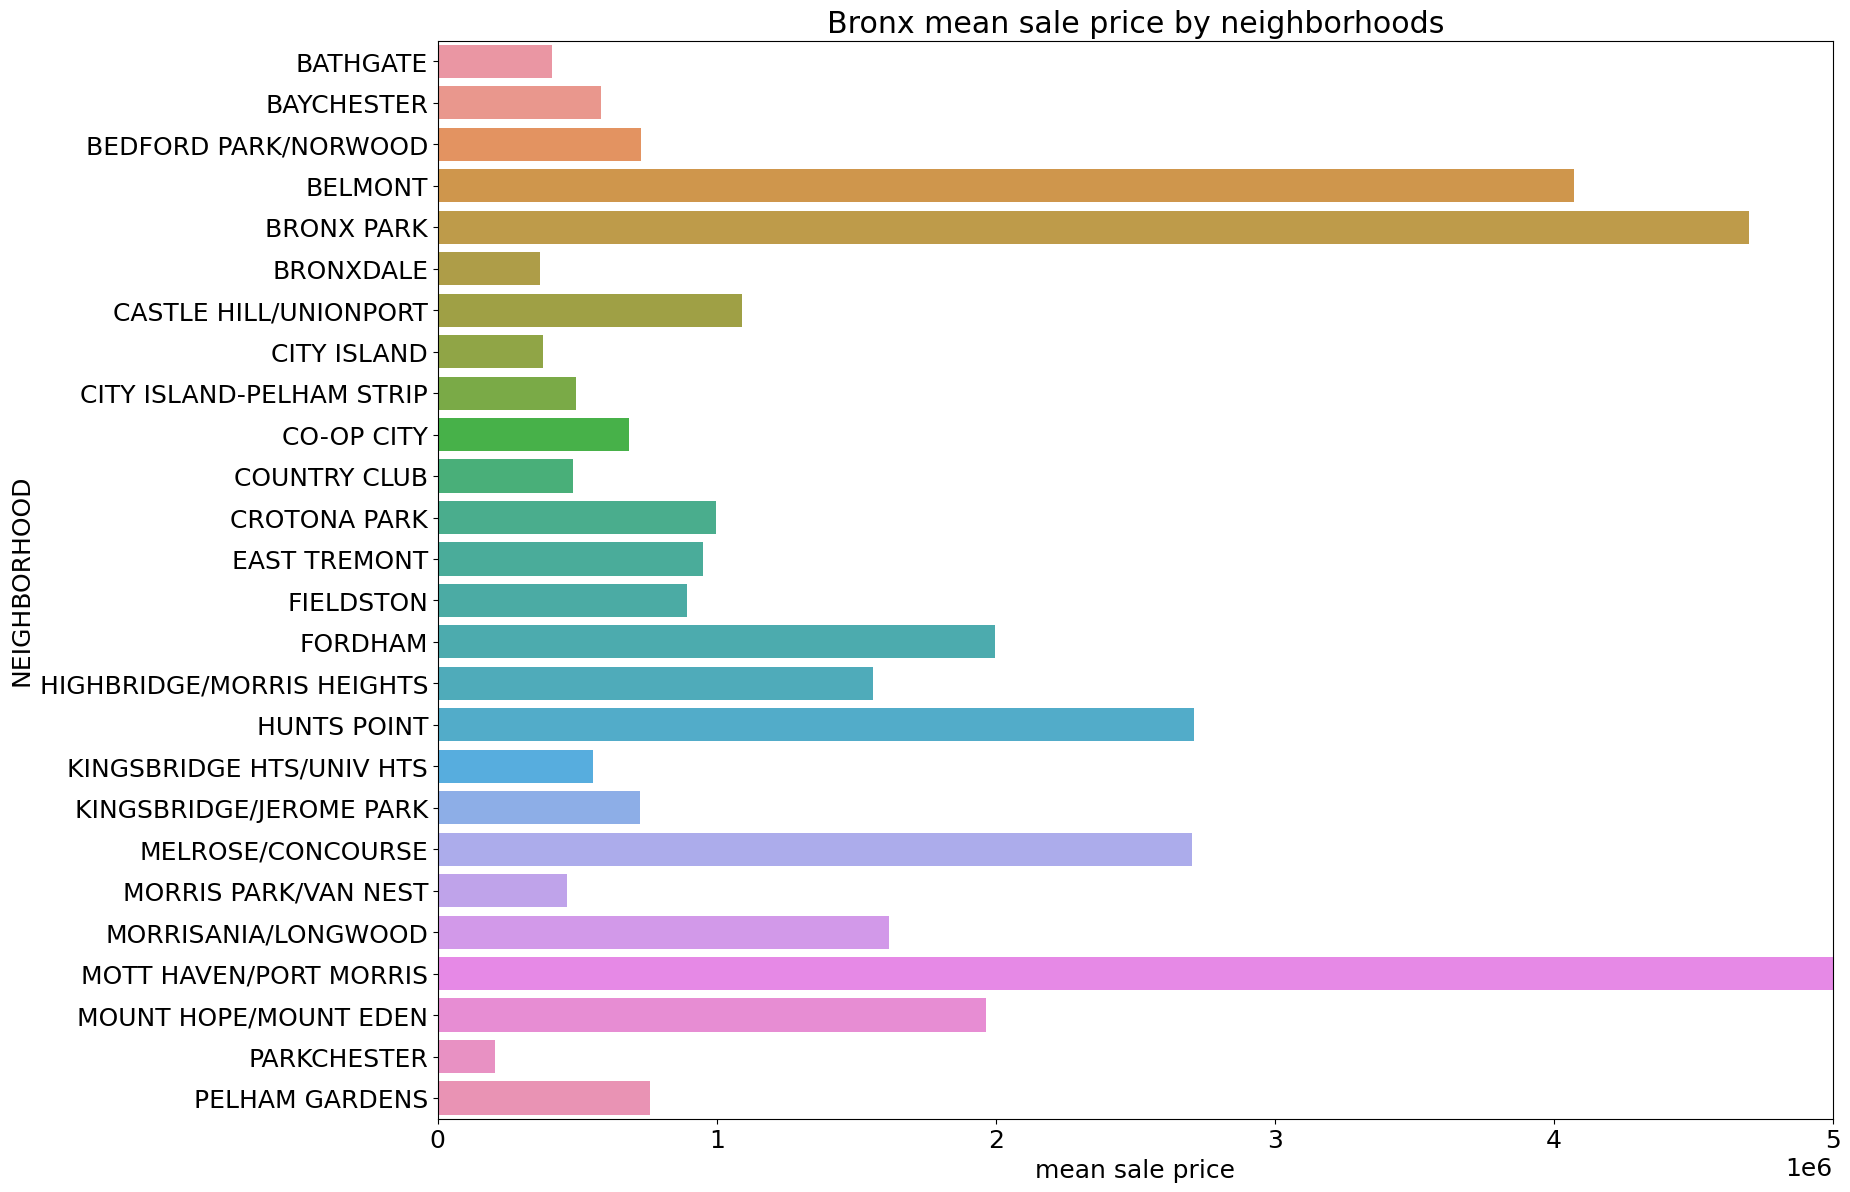 Bronx mean sale price by neighborhoods
BATHGATE
BAYCHESTER
BEDFORD PARK/NORWOOD
BELMONT
BRONX PARK
BRONXDALE
CASTLE HILL/UNIONPORT
CITY ISLAND
CITY ISLAND-PELHAM STRIP
CO-OP CITY
COUNTRY CLUB
CROTONA PARK
EAST TREMONT
FIELDSTON
FORDHAM
HIGHBRIDGE/MORRIS HEIGHTS
HUNTS POINT
KINGSBRIDGE HTS/UNIV HTS
KINGSBRIDGE/JEROME PARK
MELROSE/CONCOURSE
MORRIS PARK/VAN NEST
MORRISANIA/LONGWOOD
MOTT HAVEN/PORT MORRIS
MOUNT HOPE/MOUNT EDEN
PARKCHESTER
PELHAM GARDENS
NEIGHBORHOOD
0 1 2 3 4 5
mean sale price
1e6